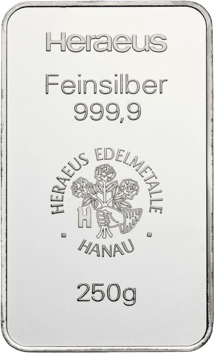 Heraeus
Feinsilber
999,9
HERAEUS EDELMETALLE
H
· HANAU ·
250g